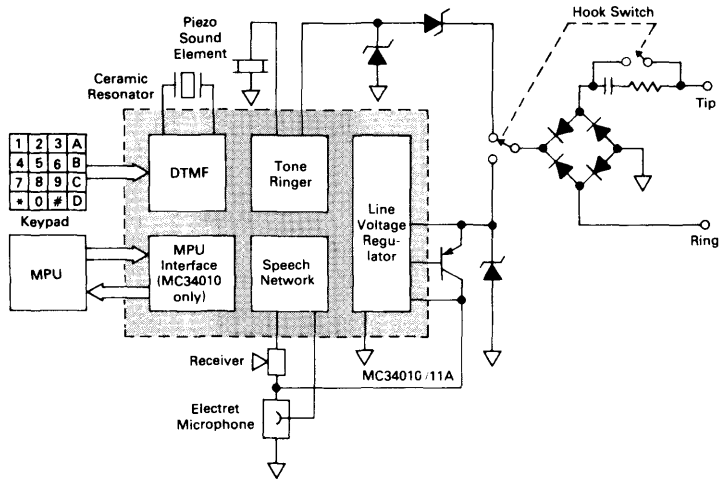 Piezo
Sound
Element
Hook Switch
Ceramic
Resonator
Tip
1 2 3 A
4 5 6 B
7 8 9 C
* 0 # D
Keypad
DTMF
Tone
Ringer
Line
Voltage
Regu-
lator
Ring
MPU
MPU
Interface
(MC34010
only)
Speech
Network
Receiver
MC34010/11A
Electret
Microphone